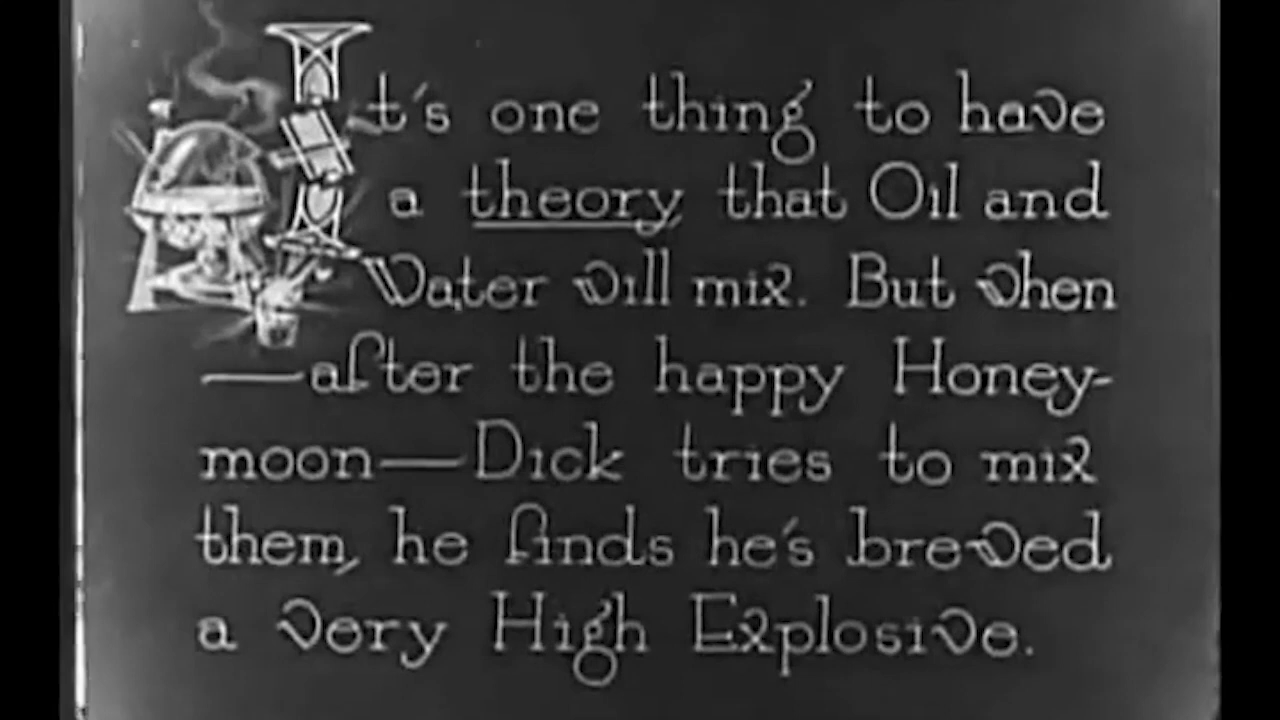 It's one thing to have
a theory that Oil and
Water will mix. But when
—after the happy Honey-
moon—Dick tries to mix
them, he finds he's brewed
a very High Explosive.